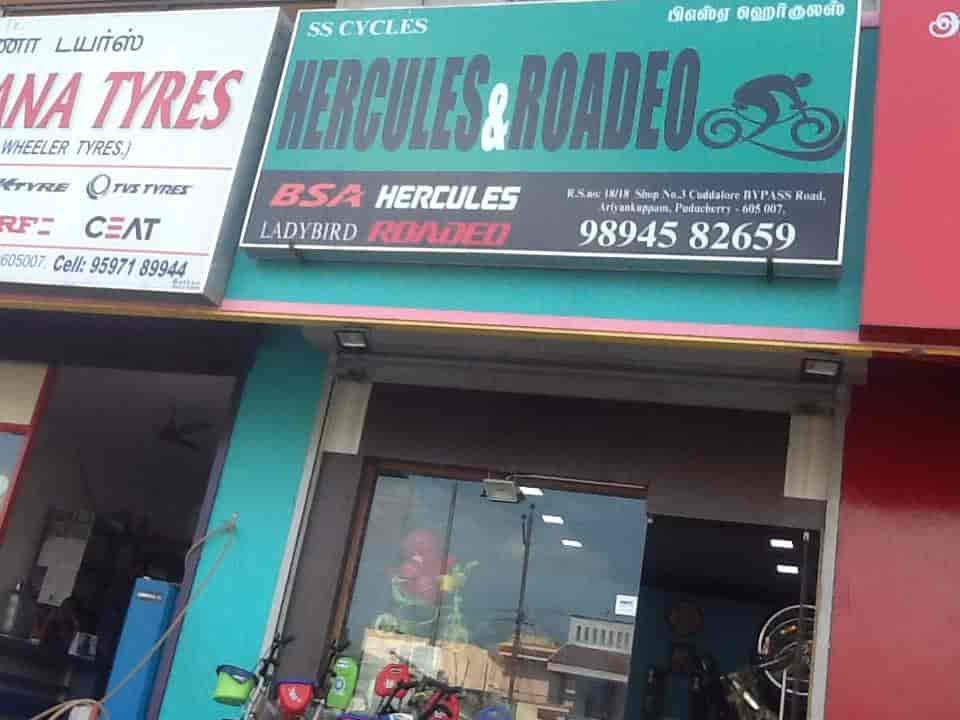 ணா டயர்ஸ்
ANA TYRES
WHEELER TYRES.)
TVS TYRES
CEAT
605007. Cell: 95971 89944
SS CYCLES
பிஎஸ்ஏ ஹெர்குலஸ்
HERCULES & ROADEO
BSA HERCULES
LADYBIRD ROADEO
R.S.no: 18/18 Shop No.3 Cuddalore BYPASS Road,
Ariyankuppam, Puducherry - 605 007.
98945 82659